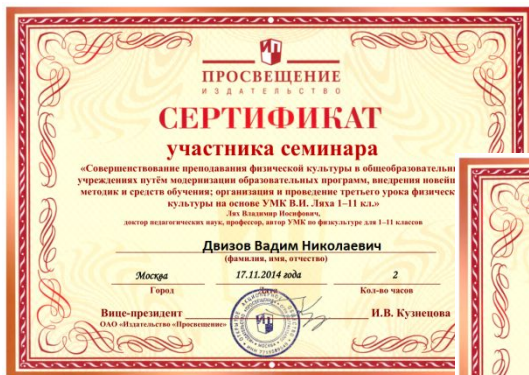 ПРОСВЕЩЕНИЕ
ИЗДАТЕЛЬСТВО
СЕРТИФИКАТ
участника семинара
«Совершенствование преподавания физической культуры в общеобразовательн
учреждениях путём модернизации образовательных программ, внедрения новейш
методик и средств обучения; организация и проведение третьего урока физическ
культуры на основе УМК В.И. Ляха 1–11 кл.»
Лях Владимир Иосифович,
доктор педагогических наук, профессор, автор УМК по физкультуре для 1–11 классов
Двизов Вадим Николаевич
(фамилия, имя, отчество)
Москва 17.11.2014 года 2
Город Дата Кол-во часов
Вице-президент И.В. Кузнецова
ОАО «Издательство «Просвещение»